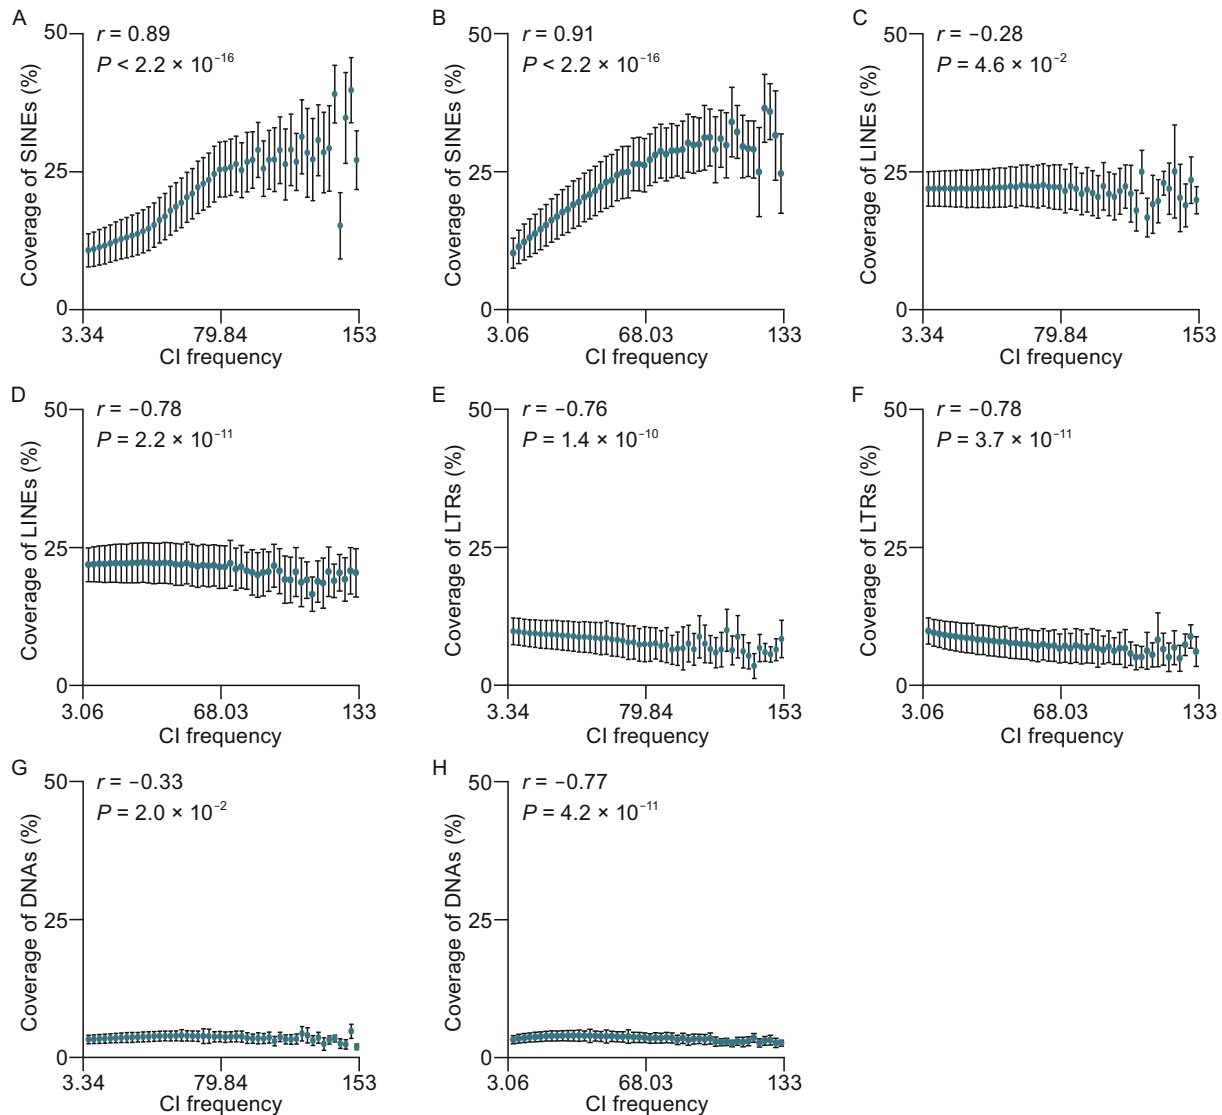 A
50
25
0
Coverage of SINEs (%)
r = 0.89
P < 2.2 × 10⁻¹⁶
3.34
79.84
153
CI frequency
B
50
25
0
Coverage of SINEs (%)
r = 0.91
P < 2.2 × 10⁻¹⁶
3.06
68.03
133
CI frequency
C
50
25
0
Coverage of LINEs (%)
r = −0.28
P = 4.6 × 10⁻²
3.34
79.84
153
CI frequency
D
50
25
0
Coverage of LINEs (%)
r = −0.78
P = 2.2 × 10⁻¹¹
3.06
68.03
133
CI frequency
E
50
25
0
Coverage of LTRs (%)
r = −0.76
P = 1.4 × 10⁻¹⁰
3.34
79.84
153
CI frequency
F
50
25
0
Coverage of LTRs (%)
r = −0.78
P = 3.7 × 10⁻¹¹
3.06
68.03
133
CI frequency
G
50
25
0
Coverage of DNAs (%)
r = −0.33
P = 2.0 × 10⁻²
3.34
79.84
153
CI frequency
H
50
25
0
Coverage of DNAs (%)
r = −0.77
P = 4.2 × 10⁻¹¹
3.06
68.03
133
CI frequency